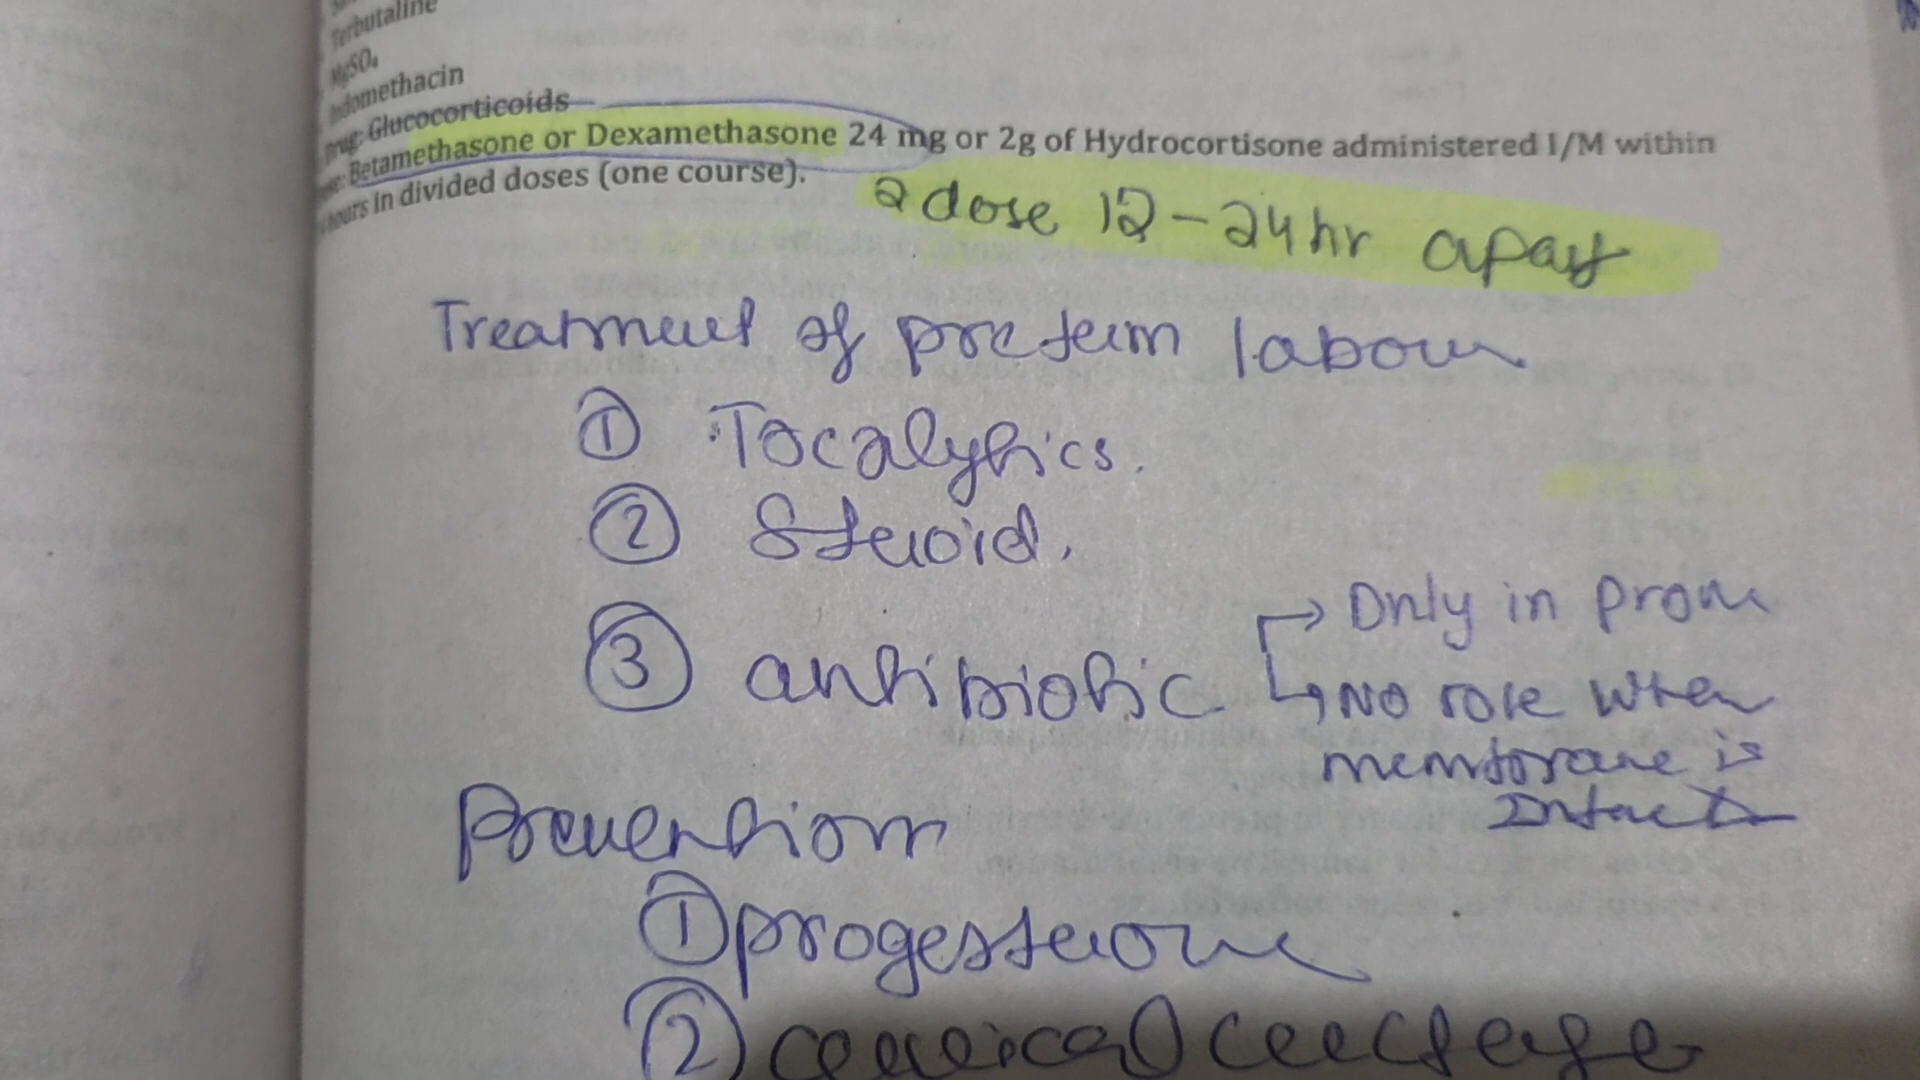 Terbutaline
MgSO₄
Indomethacin
Drug: Glucocorticoids
Betamethasone or Dexamethasone 24 mg or 2g of Hydrocortisone administered I/M within
hours in divided doses (one course).
2 dose 12-24 hr apart
Treatment of preterm labour
① Tocalytics.
② Steroid.
③ antibiotic → Only in prom
→ No role when
membrane is
Intact
Prevention
① progesterone
② cervical cerclage